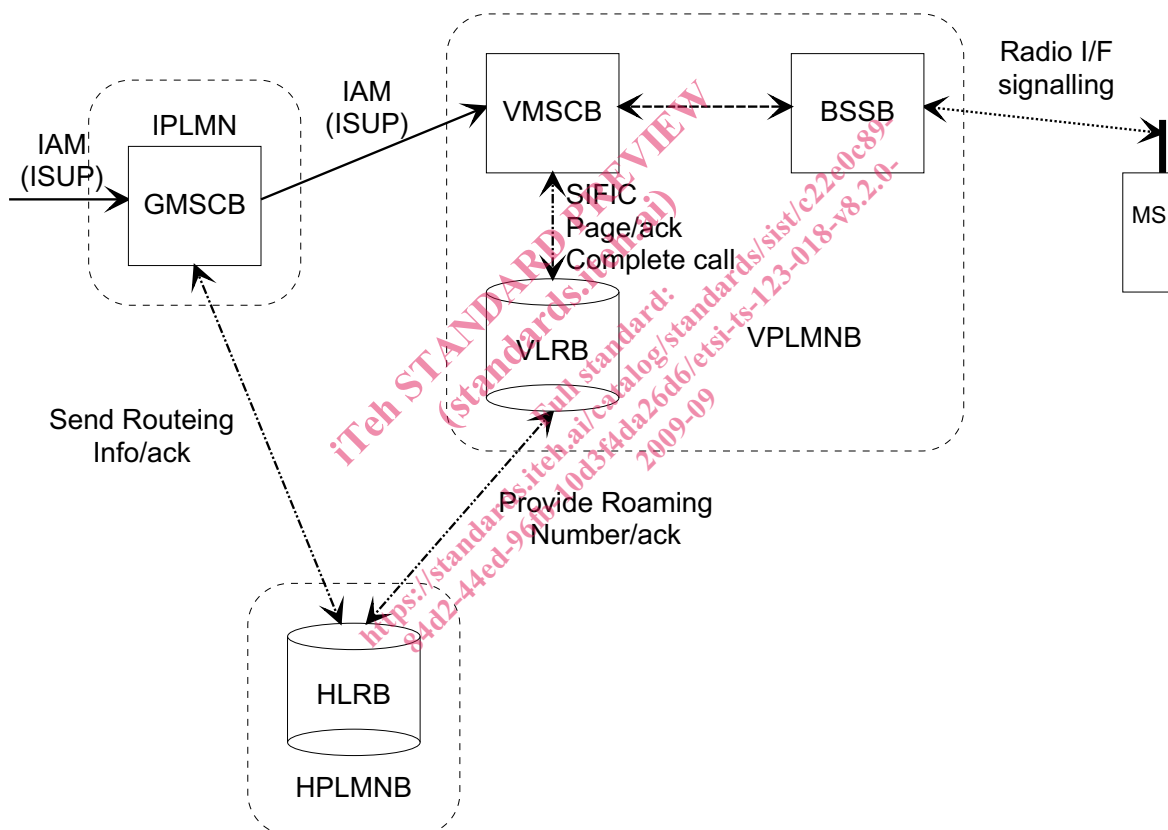 Radio I/F
signalling
IAM
(ISUP)
VMSCB
BSSB
IPLMN
IAM
(ISUP)
GMSCB
MS
SIFIC
Page/ack
Complete call
VLRB
VPLMNB
Send Routeing
Info/ack
Provide Roaming
Number/ack
HLRB
HPLMNB
iTeh STANDARD PREVIEW
(standards.iteh.ai)
Full standard:
https://standards.iteh.ai/catalog/standards/sist/c22e0c89-
84d2-44ed-96fb-10d3f4da26d6/etsi-ts-123-018-v8.2.0-
2009-09